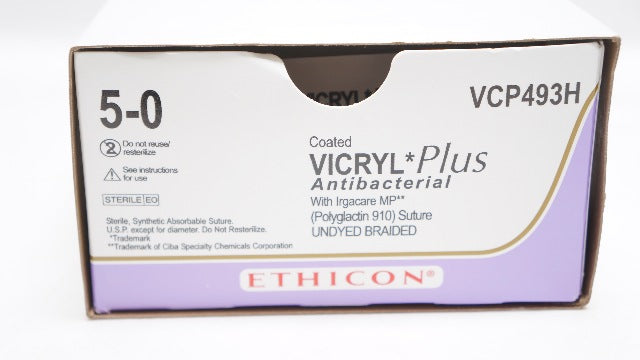 5-0
VCP493H
2 Do not reuse/
resterilize
See instructions
for use
STERILE EO
Coated
VICRYL* Plus
Antibacterial
With Irgacare MP**
(Polyglactin 910) Suture
UNDYED BRAIDED
Sterile, Synthetic Absorbable Suture.
U.S.P. except for diameter. Do Not Resterilize.
*Trademark
**Trademark of Ciba Specialty Chemicals Corporation
ETHICON®